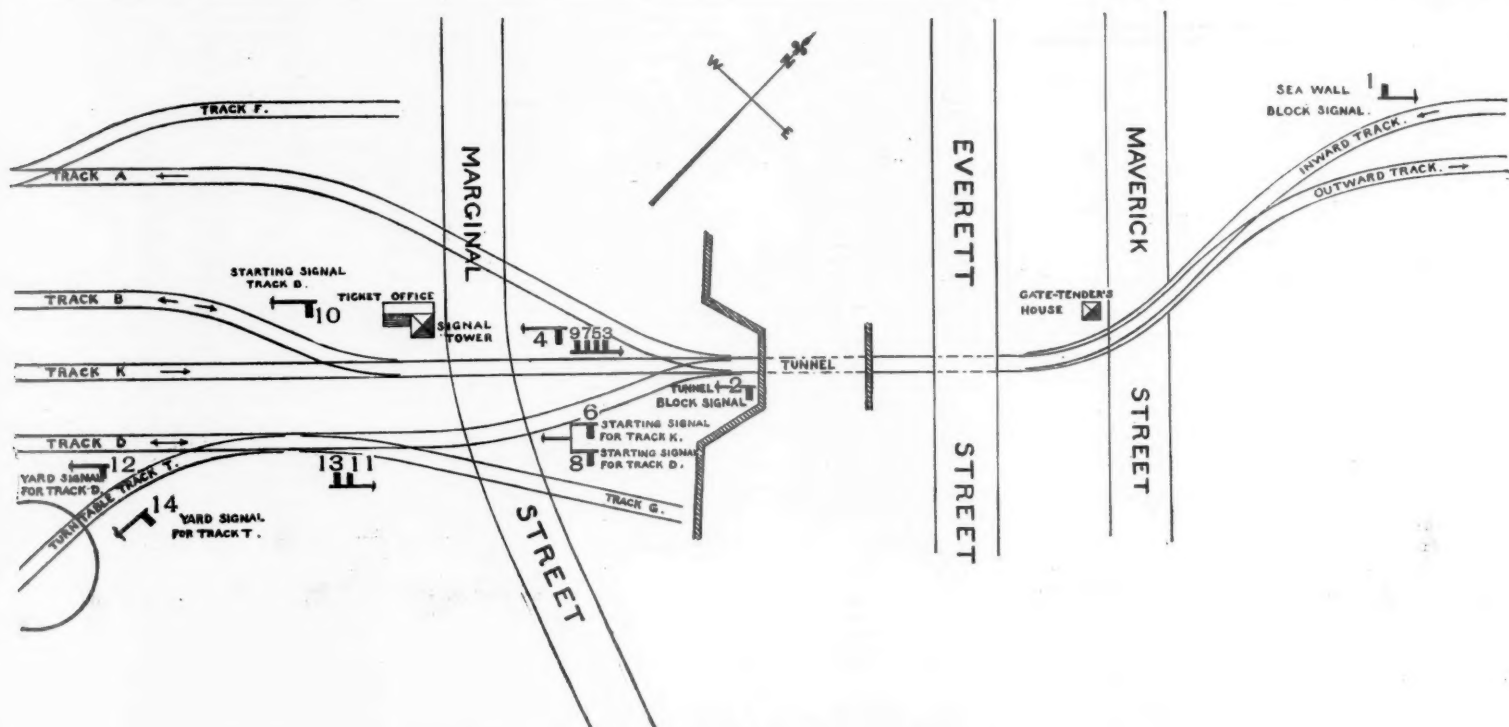 TRACK F.
TRACK A
MARGINAL
STREET
W
N
E
EVERETT
STREET
MAVERICK
STREET
SEA WALL
BLOCK SIGNAL.
1
INWARD TRACK.
OUTWARD TRACK.
STARTING SIGNAL
TRACK B.
10
TRACK B
TICKET OFFICE
SIGNAL
TOWER
4
9753
GATE-TENDER'S
HOUSE
TRACK K
TUNNEL
TUNNEL
BLOCK SIGNAL
2
6
STARTING SIGNAL
FOR TRACK K.
8
STARTING SIGNAL
FOR TRACK D.
TRACK D
12
YARD SIGNAL
FOR TRACK D.
13 11
TRACK G.
TURNTABLE TRACK T.
14
YARD SIGNAL
FOR TRACK T.